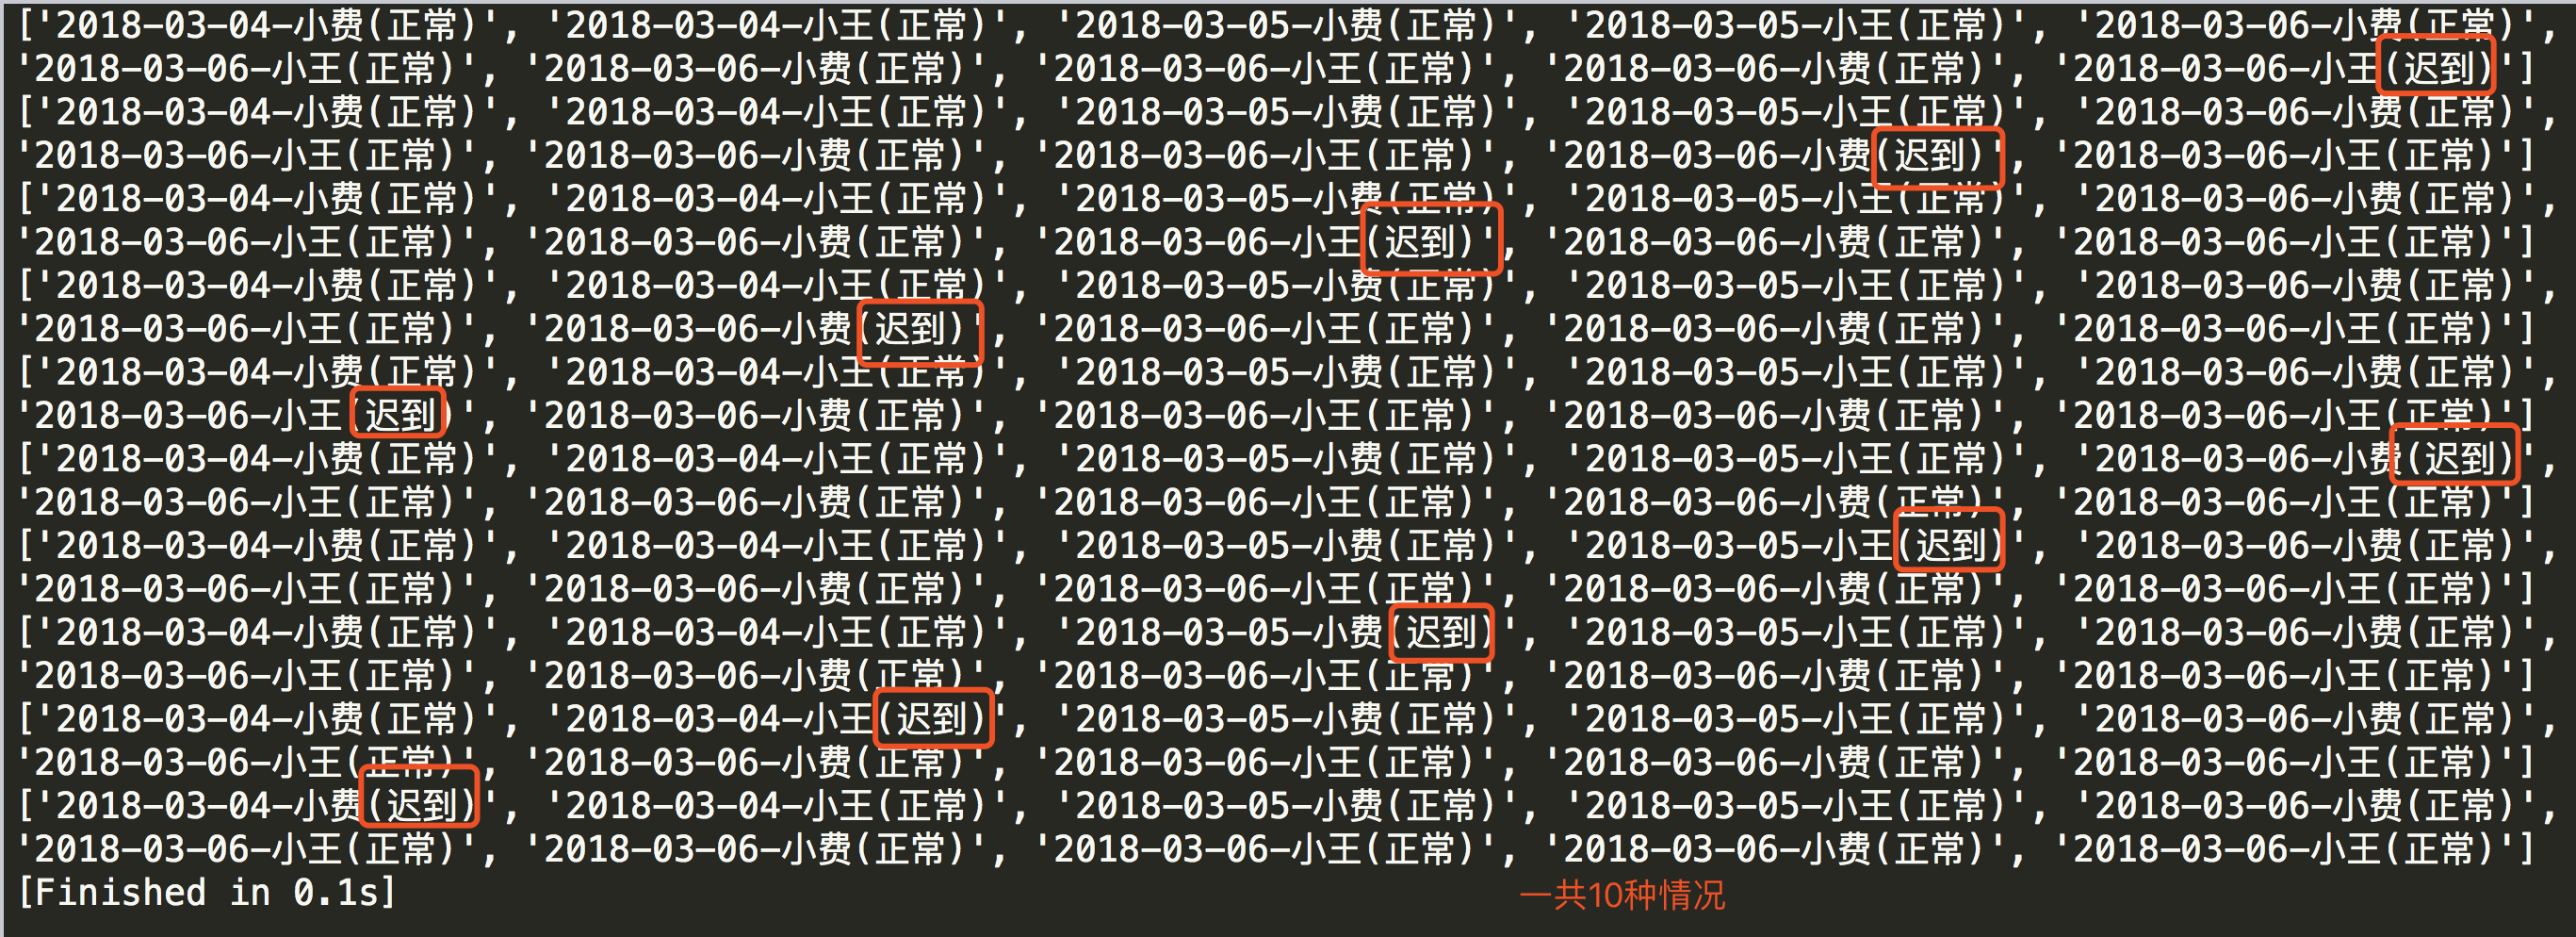 ['2018-03-04-小费(正常)', '2018-03-04-小王(正常)', '2018-03-05-小费(正常)', '2018-03-05-小王(正常)', '2018-03-06-小费(正常)',
'2018-03-06-小王(正常)', '2018-03-06-小费(正常)', '2018-03-06-小王(正常)', '2018-03-06-小费(正常)', '2018-03-06-小王(迟到)']
['2018-03-04-小费(正常)', '2018-03-04-小王(正常)', '2018-03-05-小费(正常)', '2018-03-05-小王(正常)', '2018-03-06-小费(正常)',
'2018-03-06-小王(正常)', '2018-03-06-小费(正常)', '2018-03-06-小王(正常)', '2018-03-06-小费(迟到)', '2018-03-06-小王(正常)']
['2018-03-04-小费(正常)', '2018-03-04-小王(正常)', '2018-03-05-小费(正常)', '2018-03-05-小王(正常)', '2018-03-06-小费(正常)',
'2018-03-06-小王(正常)', '2018-03-06-小费(正常)', '2018-03-06-小王(迟到)', '2018-03-06-小费(正常)', '2018-03-06-小王(正常)']
['2018-03-04-小费(正常)', '2018-03-04-小王(正常)', '2018-03-05-小费(正常)', '2018-03-05-小王(正常)', '2018-03-06-小费(正常)',
'2018-03-06-小王(正常)', '2018-03-06-小费(迟到)', '2018-03-06-小王(正常)', '2018-03-06-小费(正常)', '2018-03-06-小王(正常)']
['2018-03-04-小费(正常)', '2018-03-04-小王(正常)', '2018-03-05-小费(正常)', '2018-03-05-小王(正常)', '2018-03-06-小费(正常)',
'2018-03-06-小王(迟到)', '2018-03-06-小费(正常)', '2018-03-06-小王(正常)', '2018-03-06-小费(正常)', '2018-03-06-小王(正常)']
['2018-03-04-小费(正常)', '2018-03-04-小王(正常)', '2018-03-05-小费(正常)', '2018-03-05-小王(正常)', '2018-03-06-小费(迟到)',
'2018-03-06-小王(正常)', '2018-03-06-小费(正常)', '2018-03-06-小王(正常)', '2018-03-06-小费(正常)', '2018-03-06-小王(正常)']
['2018-03-04-小费(正常)', '2018-03-04-小王(正常)', '2018-03-05-小费(正常)', '2018-03-05-小王(迟到)', '2018-03-06-小费(正常)',
'2018-03-06-小王(正常)', '2018-03-06-小费(正常)', '2018-03-06-小王(正常)', '2018-03-06-小费(正常)', '2018-03-06-小王(正常)']
['2018-03-04-小费(正常)', '2018-03-04-小王(正常)', '2018-03-05-小费(迟到)', '2018-03-05-小王(正常)', '2018-03-06-小费(正常)',
'2018-03-06-小王(正常)', '2018-03-06-小费(正常)', '2018-03-06-小王(正常)', '2018-03-06-小费(正常)', '2018-03-06-小王(正常)']
['2018-03-04-小费(正常)', '2018-03-04-小王(迟到)', '2018-03-05-小费(正常)', '2018-03-05-小王(正常)', '2018-03-06-小费(正常)',
'2018-03-06-小王(正常)', '2018-03-06-小费(正常)', '2018-03-06-小王(正常)', '2018-03-06-小费(正常)', '2018-03-06-小王(正常)']
['2018-03-04-小费(迟到)', '2018-03-04-小王(正常)', '2018-03-05-小费(正常)', '2018-03-05-小王(正常)', '2018-03-06-小费(正常)',
'2018-03-06-小王(正常)', '2018-03-06-小费(正常)', '2018-03-06-小王(正常)', '2018-03-06-小费(正常)', '2018-03-06-小王(正常)']
[Finished in 0.1s]
一共10种情况